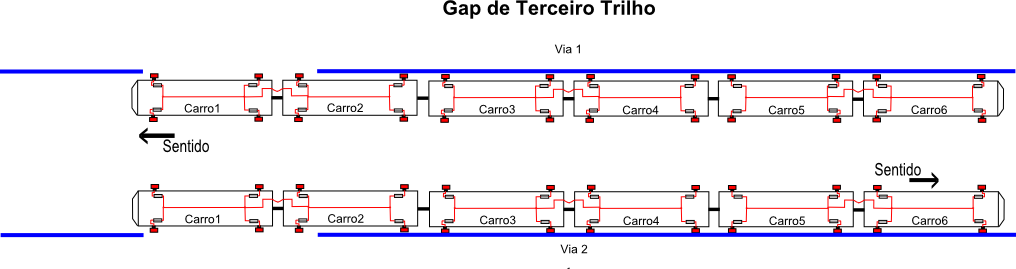 Gap de Terceiro Trilho
Via 1
Carro1
Carro2
Carro3
Carro4
Carro5
Carro6
Sentido
Sentido
Carro1
Carro2
Carro3
Carro4
Carro5
Carro6
Via 2